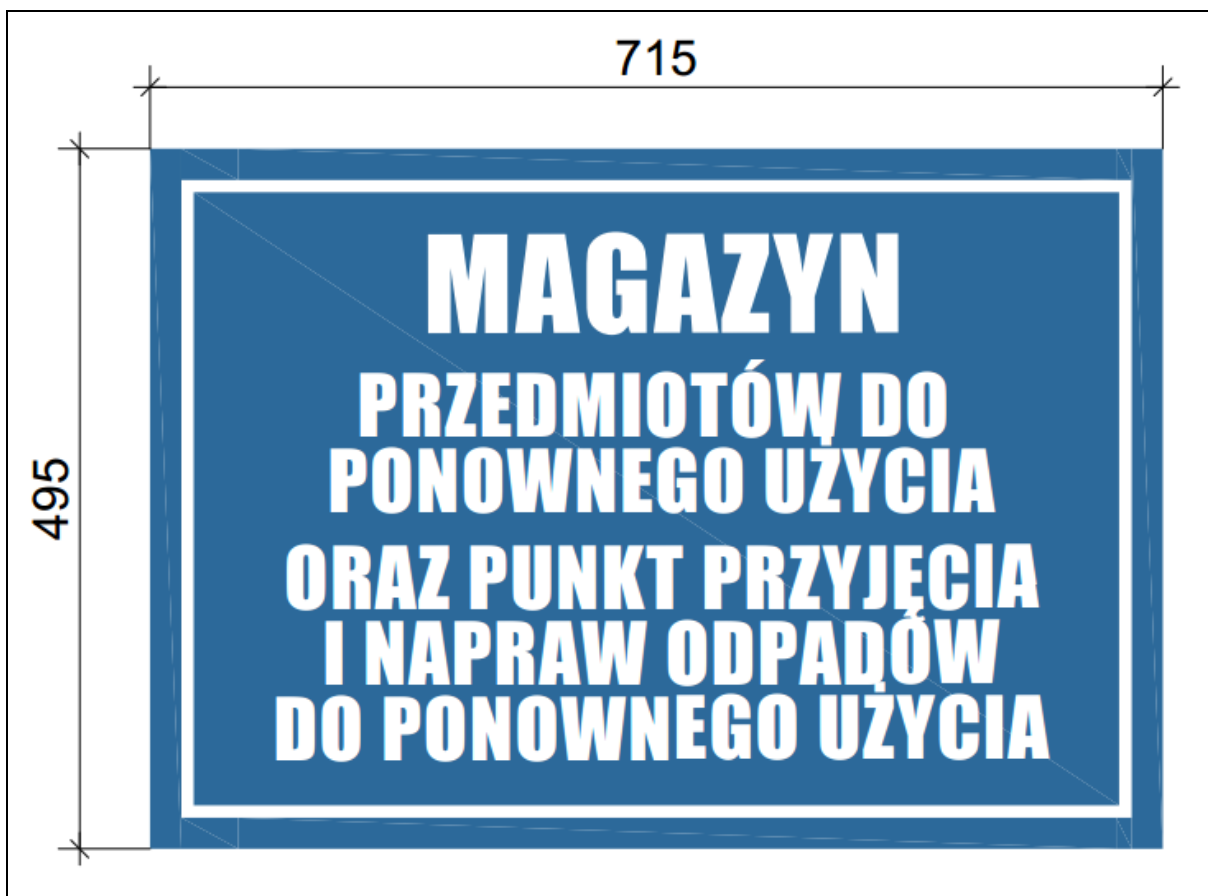 715
495
MAGAZYN
PRZEDMIOTÓW DO
PONOWNEGO UŻYCIA
ORAZ PUNKT PRZYJĘCIA
I NAPRAW ODPADÓW
DO PONOWNEGO UŻYCIA